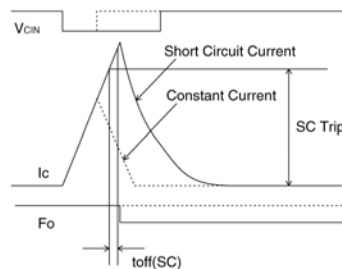 VCIN
Short Circuit Current
Constant Current
SC Trip
Ic
Fo
toff(SC)